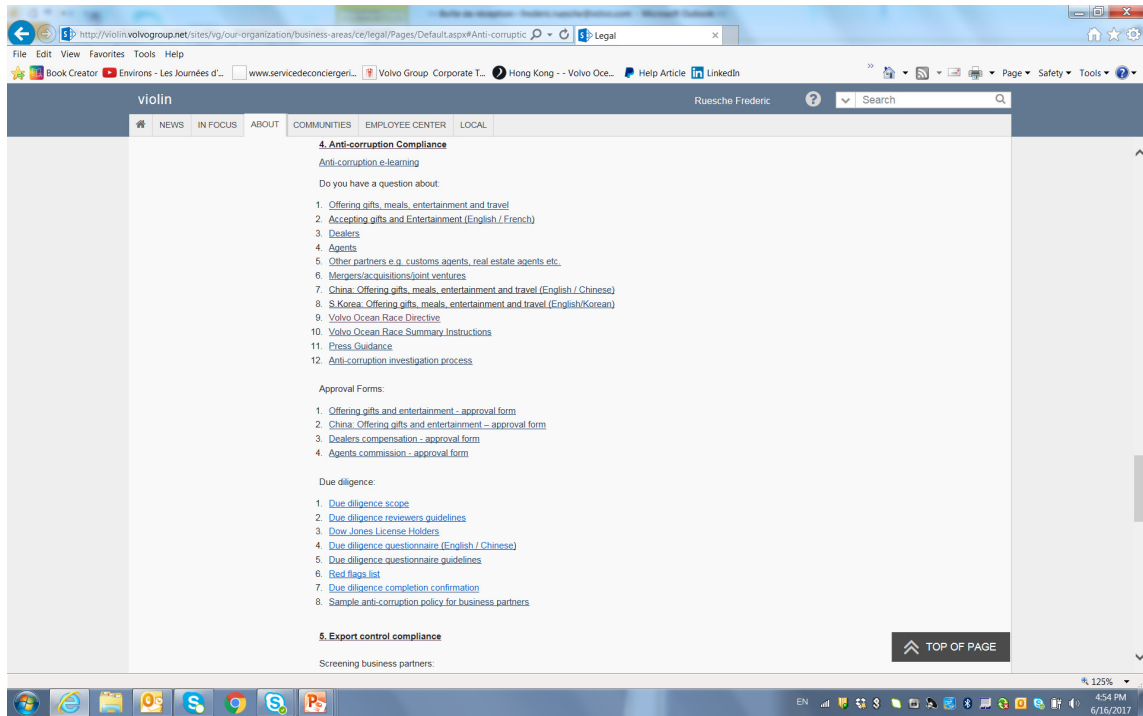 http://violin.volvogroup.net/sites/vg/our-organization/business-areas/ce/legal/Pages/Default.aspx#Anti-corruptic
Legal
File Edit View Favorites Tools Help
Book Creator Environs - Les Journées d'... www.servicedeconciergeri... Volvo Group Corporate T... Hong Kong - - Volvo Oce... Help Article LinkedIn
Page Safety Tools
violin Ruesche Frederic Search
NEWS IN FOCUS ABOUT COMMUNITIES EMPLOYEE CENTER LOCAL
4. Anti-corruption Compliance
Anti-corruption e-learning
Do you have a question about:
1. Offering gifts, meals, entertainment and travel
2. Accepting gifts and Entertainment (English / French)
3. Dealers
4. Agents
5. Other partners e.g. customs agents, real estate agents etc.
6. Mergers/acquisitions/joint ventures
7. China: Offering gifts, meals, entertainment and travel (English / Chinese)
8. S.Korea: Offering gifts, meals, entertainment and travel (English/Korean)
9. Volvo Ocean Race Directive
10. Volvo Ocean Race Summary Instructions
11. Press Guidance
12. Anti-corruption investigation process
Approval Forms:
1. Offering gifts and entertainment - approval form
2. China: Offering gifts and entertainment – approval form
3. Dealers compensation - approval form
4. Agents commission - approval form
Due diligence:
1. Due diligence scope
2. Due diligence reviewers guidelines
3. Dow Jones License Holders
4. Due diligence questionnaire (English / Chinese)
5. Due diligence questionnaire guidelines
6. Red flags list
7. Due diligence completion confirmation
8. Sample anti-corruption policy for business partners
5. Export control compliance
TOP OF PAGE
Screening business partners:
125%
EN
4:54 PM
6/16/2017